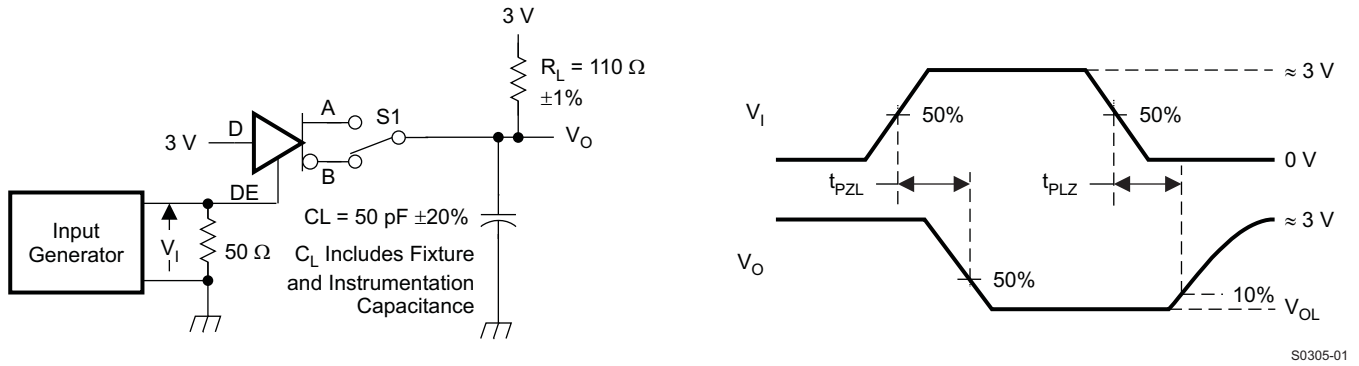 3 V
R_L = 110 Ω
±1%
A
S1
D
3 V
V_O
B
DE
Input
Generator
V_I
50 Ω
CL = 50 pF ±20%
C_L Includes Fixture
and Instrumentation
Capacitance
≈ 3 V
V_I
50%
50%
0 V
t_PZL
t_PLZ
≈ 3 V
V_O
50%
10%
V_OL
S0305-01